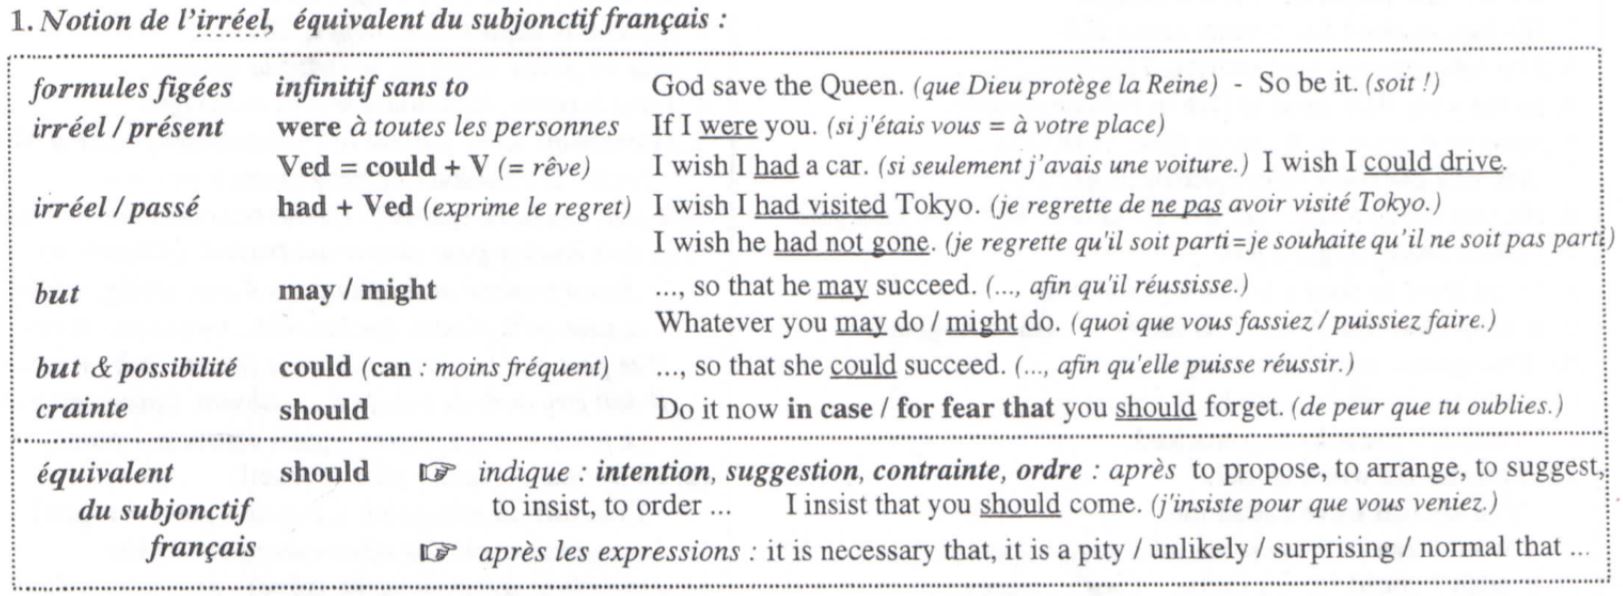 1. Notion de l'irréel, équivalent du subjonctif français :
formules figées infinitif sans to God save the Queen. (que Dieu protège la Reine) - So be it. (soit !)
irréel / présent were à toutes les personnes If I were you. (si j'étais vous = à votre place)
Ved = could + V (= rêve) I wish I had a car. (si seulement j'avais une voiture.) I wish I could drive.
irréel / passé had + Ved (exprime le regret) I wish I had visited Tokyo. (je regrette de ne pas avoir visité Tokyo.)
I wish he had not gone. (je regrette qu'il soit parti=je souhaite qu'il ne soit pas parti)
but may / might ..., so that he may succeed. (..., afin qu'il réussisse.)
Whatever you may do / might do. (quoi que vous fassiez / puissiez faire.)
but & possibilité could (can : moins fréquent) ..., so that she could succeed. (..., afin qu'elle puisse réussir.)
crainte should Do it now in case / for fear that you should forget. (de peur que tu oublies.)
équivalent should ☞ indique : intention, suggestion, contrainte, ordre : après to propose, to arrange, to suggest,
du subjonctif to insist, to order ... I insist that you should come. (j'insiste pour que vous veniez.)
français ☞ après les expressions : it is necessary that, it is a pity / unlikely / surprising / normal that ...